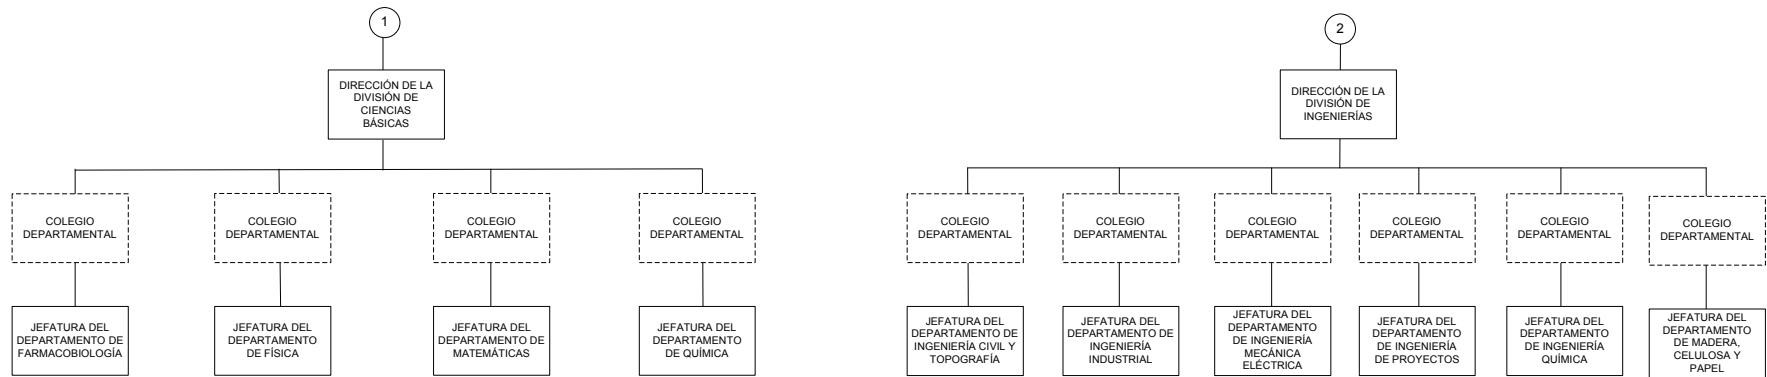 1
DIRECCIÓN DE LA
DIVISIÓN DE
CIENCIAS
BÁSICAS
COLEGIO
DEPARTAMENTAL
COLEGIO
DEPARTAMENTAL
COLEGIO
DEPARTAMENTAL
COLEGIO
DEPARTAMENTAL
JEFATURA DEL
DEPARTAMENTO DE
FARMACOBIOLOGÍA
JEFATURA DEL
DEPARTAMENTO
DE FÍSICA
JEFATURA DEL
DEPARTAMENTO DE
MATEMÁTICAS
JEFATURA DEL
DEPARTAMENTO
DE QUÍMICA
2
DIRECCIÓN DE LA
DIVISIÓN DE
INGENIERÍAS
COLEGIO
DEPARTAMENTAL
COLEGIO
DEPARTAMENTAL
COLEGIO
DEPARTAMENTAL
COLEGIO
DEPARTAMENTAL
COLEGIO
DEPARTAMENTAL
COLEGIO
DEPARTAMENTAL
JEFATURA DEL
DEPARTAMENTO DE
INGENIERÍA CIVIL Y
TOPOGRAFÍA
JEFATURA DEL
DEPARTAMENTO DE
INGENIERÍA
INDUSTRIAL
JEFATURA DEL
DEPARTAMENTO
DE INGENIERÍA
MECÁNICA
ELÉCTRICA
JEFATURA DEL
DEPARTAMENTO
DE INGENIERÍA
DE PROYECTOS
JEFATURA DEL
DEPARTAMENTO
DE INGENIERÍA
QUÍMICA
JEFATURA DEL
DEPARTAMENTO
DE MADERA,
CELULOSA Y
PAPEL